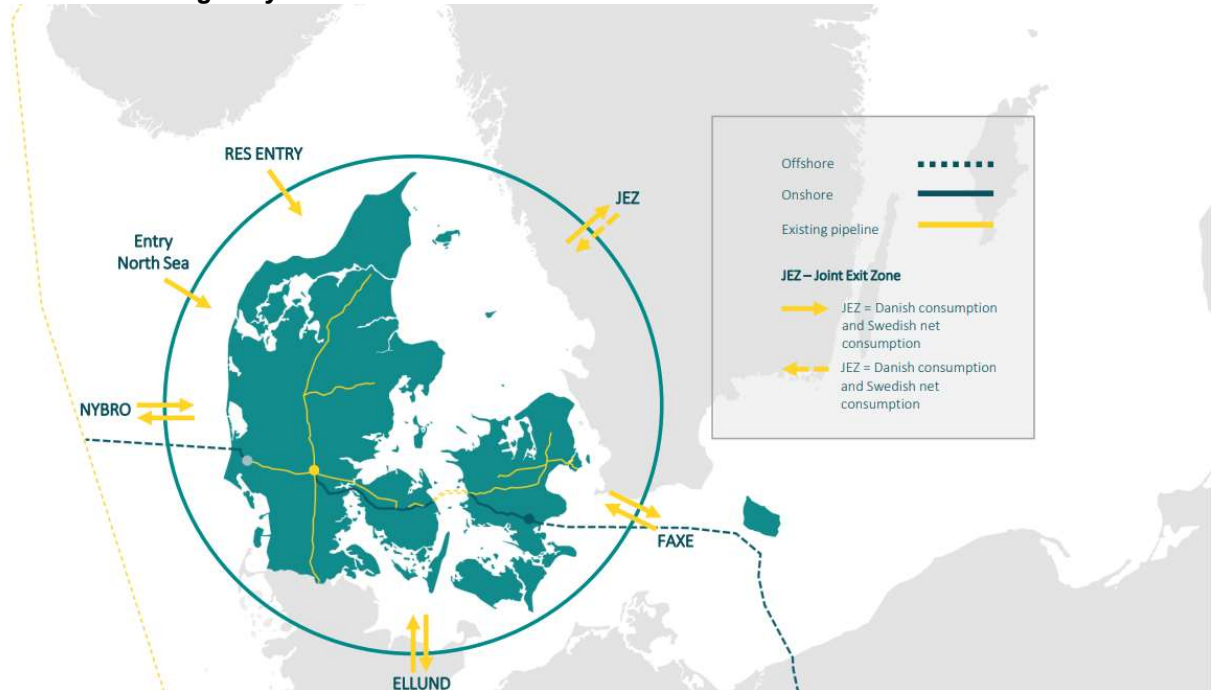 RES ENTRY
JEZ
Entry
North Sea
NYBRO
FAXE
ELLUND
Offshore
Onshore
Existing pipeline
JEZ – Joint Exit Zone
JEZ = Danish consumption
and Swedish net
consumption
JEZ = Danish consumption
and Swedish net
consumption